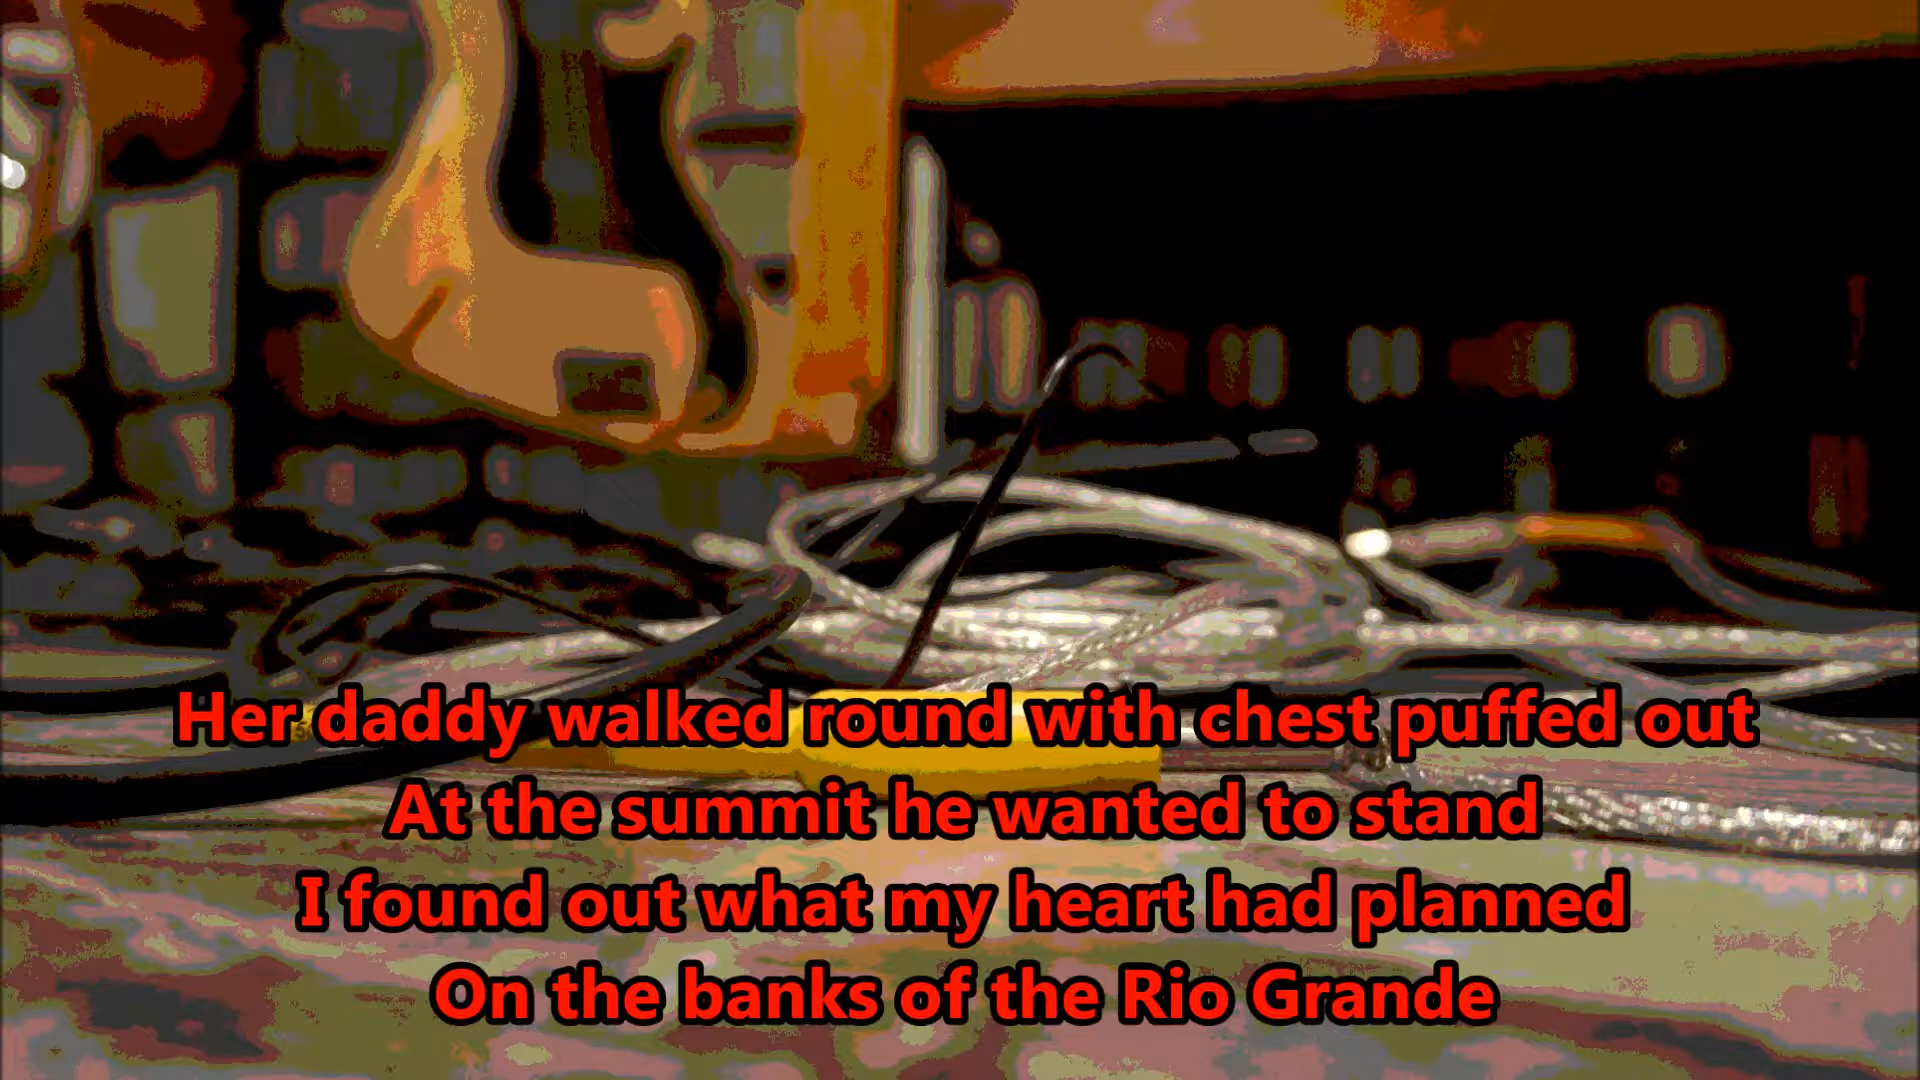 Her daddy walked round with chest puffed out
At the summit he wanted to stand
I found out what my heart had planned
On the banks of the Rio Grande